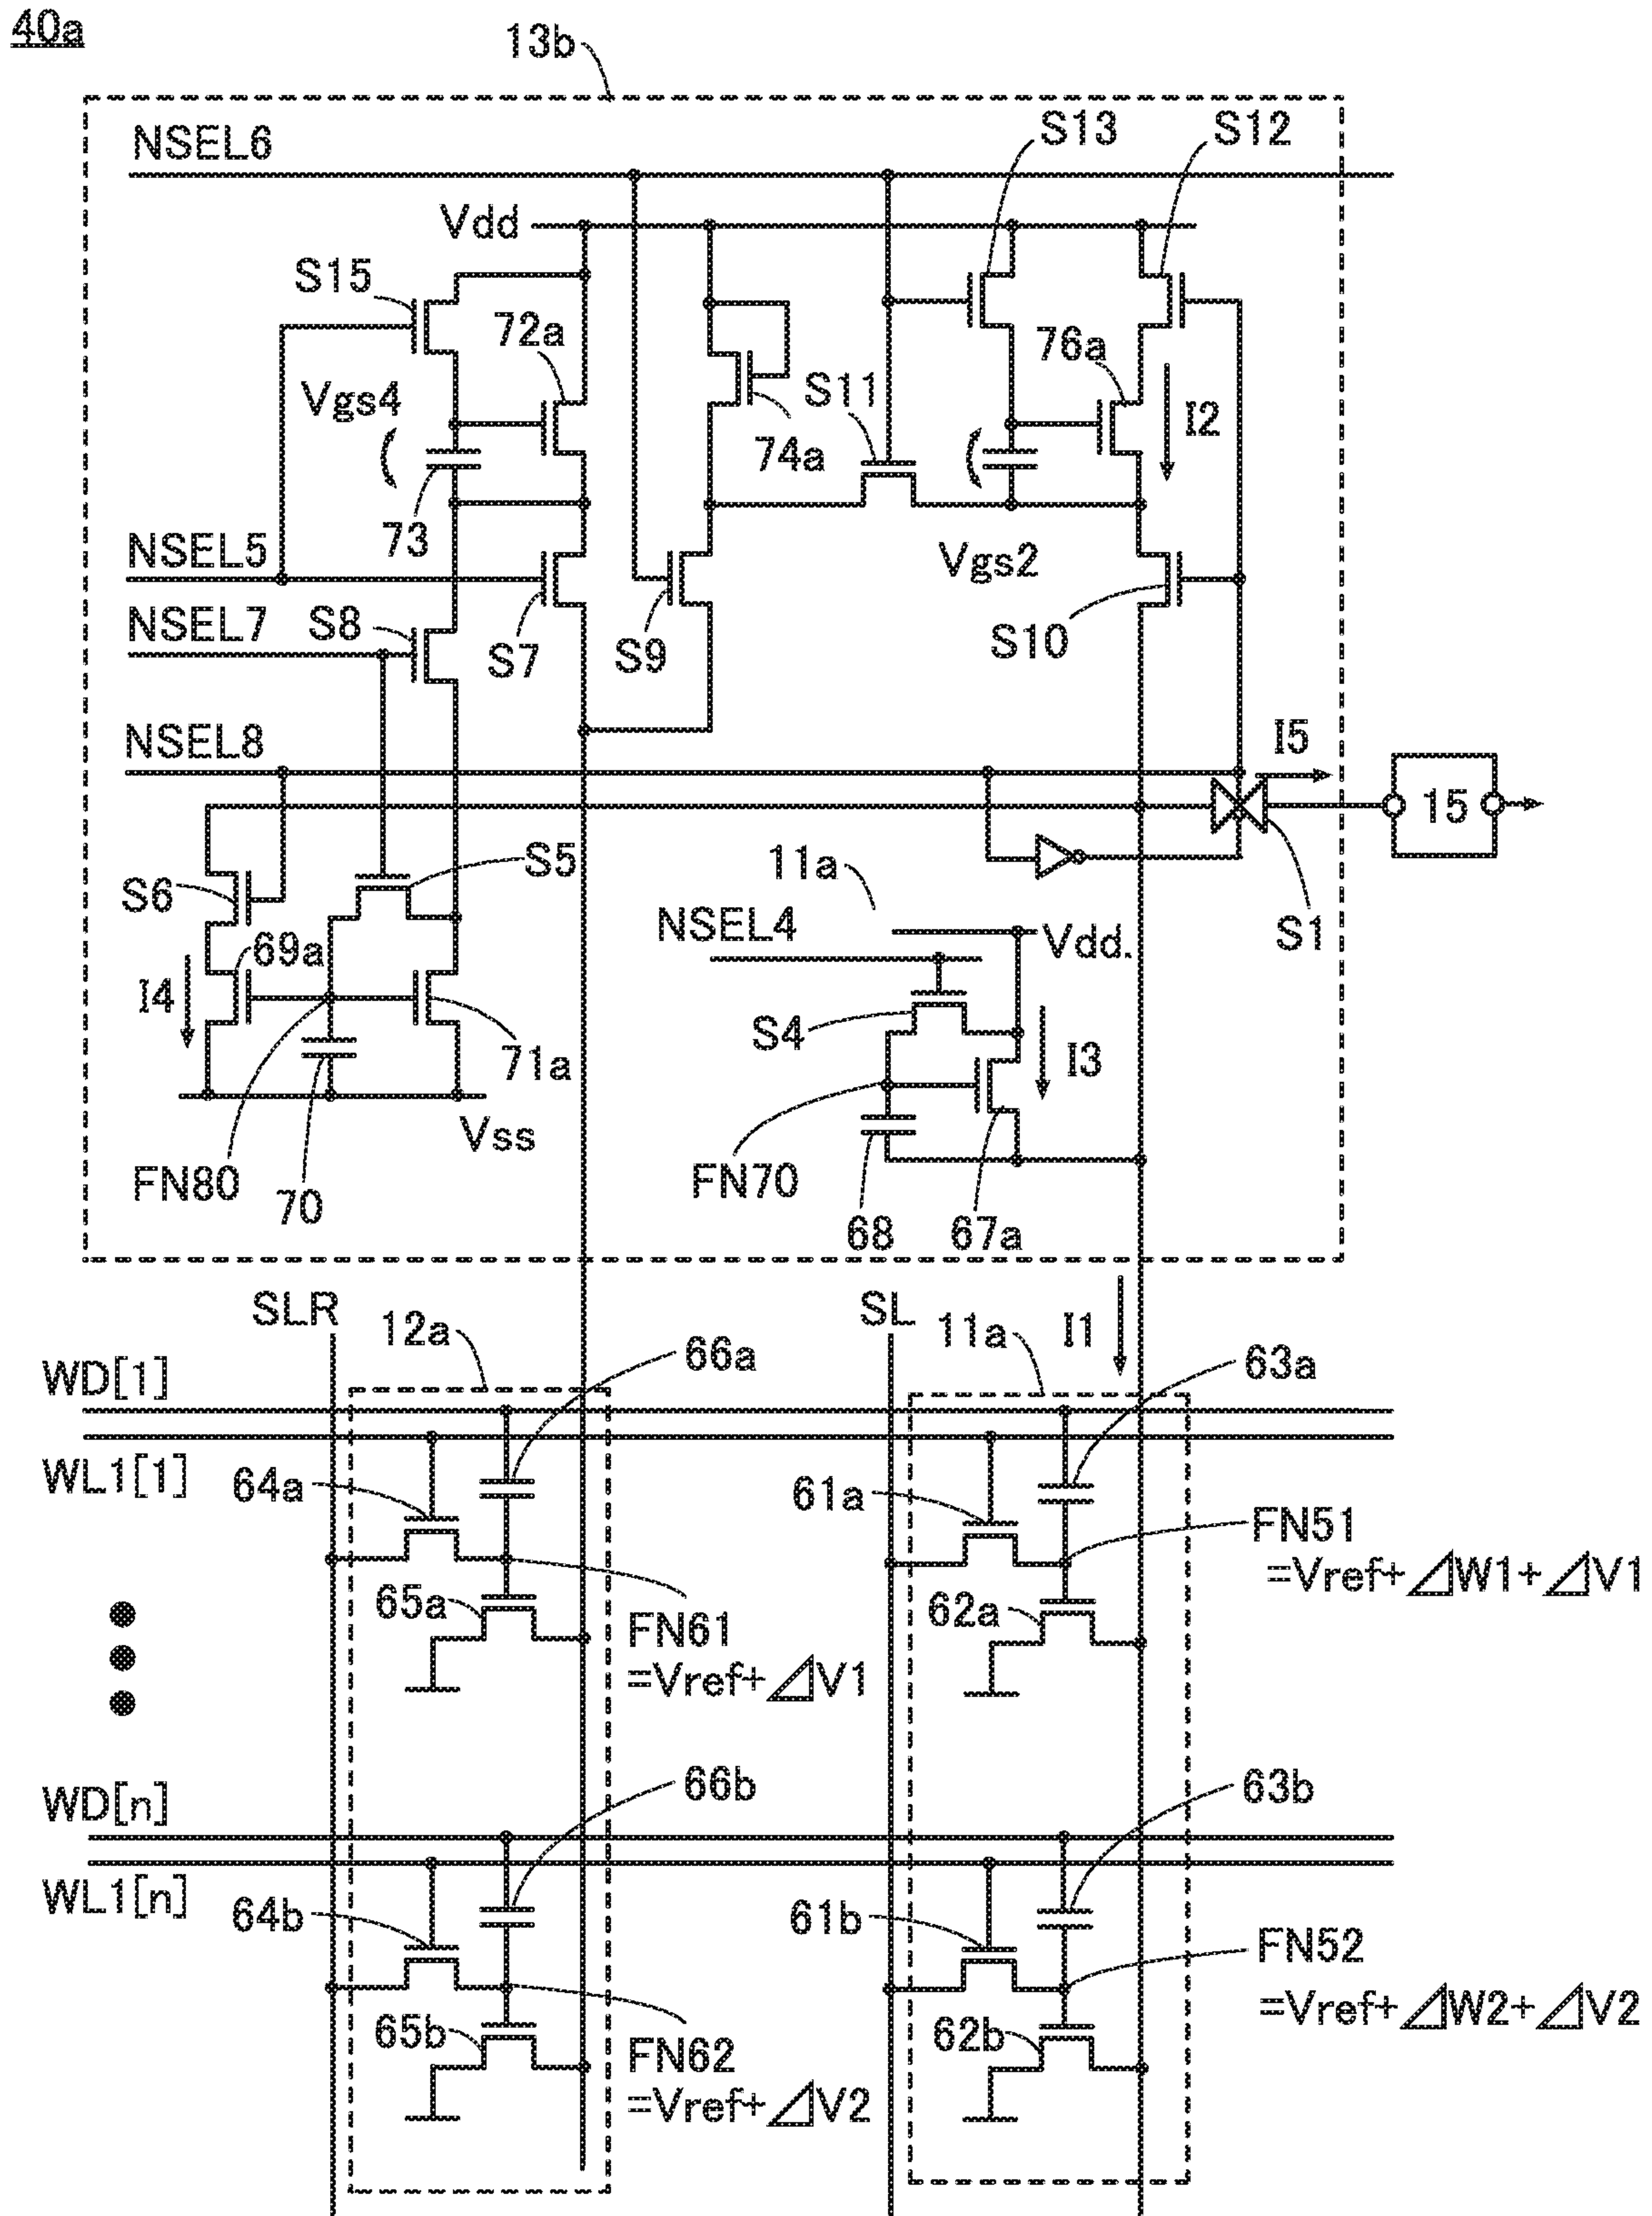 40a
13b
NSEL6
S13
S12
Vdd
S15
72a
76a
Vgs4
S11
I2
74a
73
NSEL5
Vgs2
NSEL7
S8
S7
S9
S10
NSEL8
I5
15
S5
11a
S6
NSEL4
S1
Vdd.
69a
I4
S4
I3
71a
Vss
FN80
70
FN70
68
67a
SLR
12a
SL
11a
I1
66a
63a
WD[1]
WL1[1]
64a
61a
FN51
=Vref+⊿W1+⊿V1
65a
62a
FN61
=Vref+⊿V1
66b
63b
WD[n]
WL1[n]
64b
61b
FN52
=Vref+⊿W2+⊿V2
65b
62b
FN62
=Vref+⊿V2